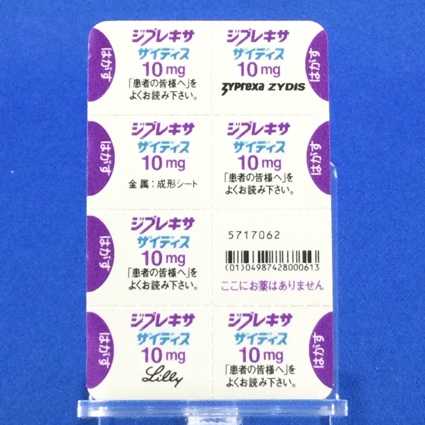 はがす
ジプレキサ
ザイディス
10mg
「患者の皆様へ」を
よくお読み下さい。
ジプレキサ
ザイディス
10mg
zyprexa ZYDIS
はがす
はがす
ジプレキサ
ザイディス
10mg
金属:成形シート
ジプレキサ
ザイディス
10mg
「患者の皆様へ」を
よくお読み下さい。
はがす
はがす
ジプレキサ
ザイディス
10mg
「患者の皆様へ」を
よくお読み下さい。
5717062
(01)04987428000613
ここにお薬はありません
はがす
ジプレキサ
ザイディス
10mg
Lilly
ジプレキサ
ザイディス
10mg
「患者の皆様へ」を
よくお読み下さい。
はがす